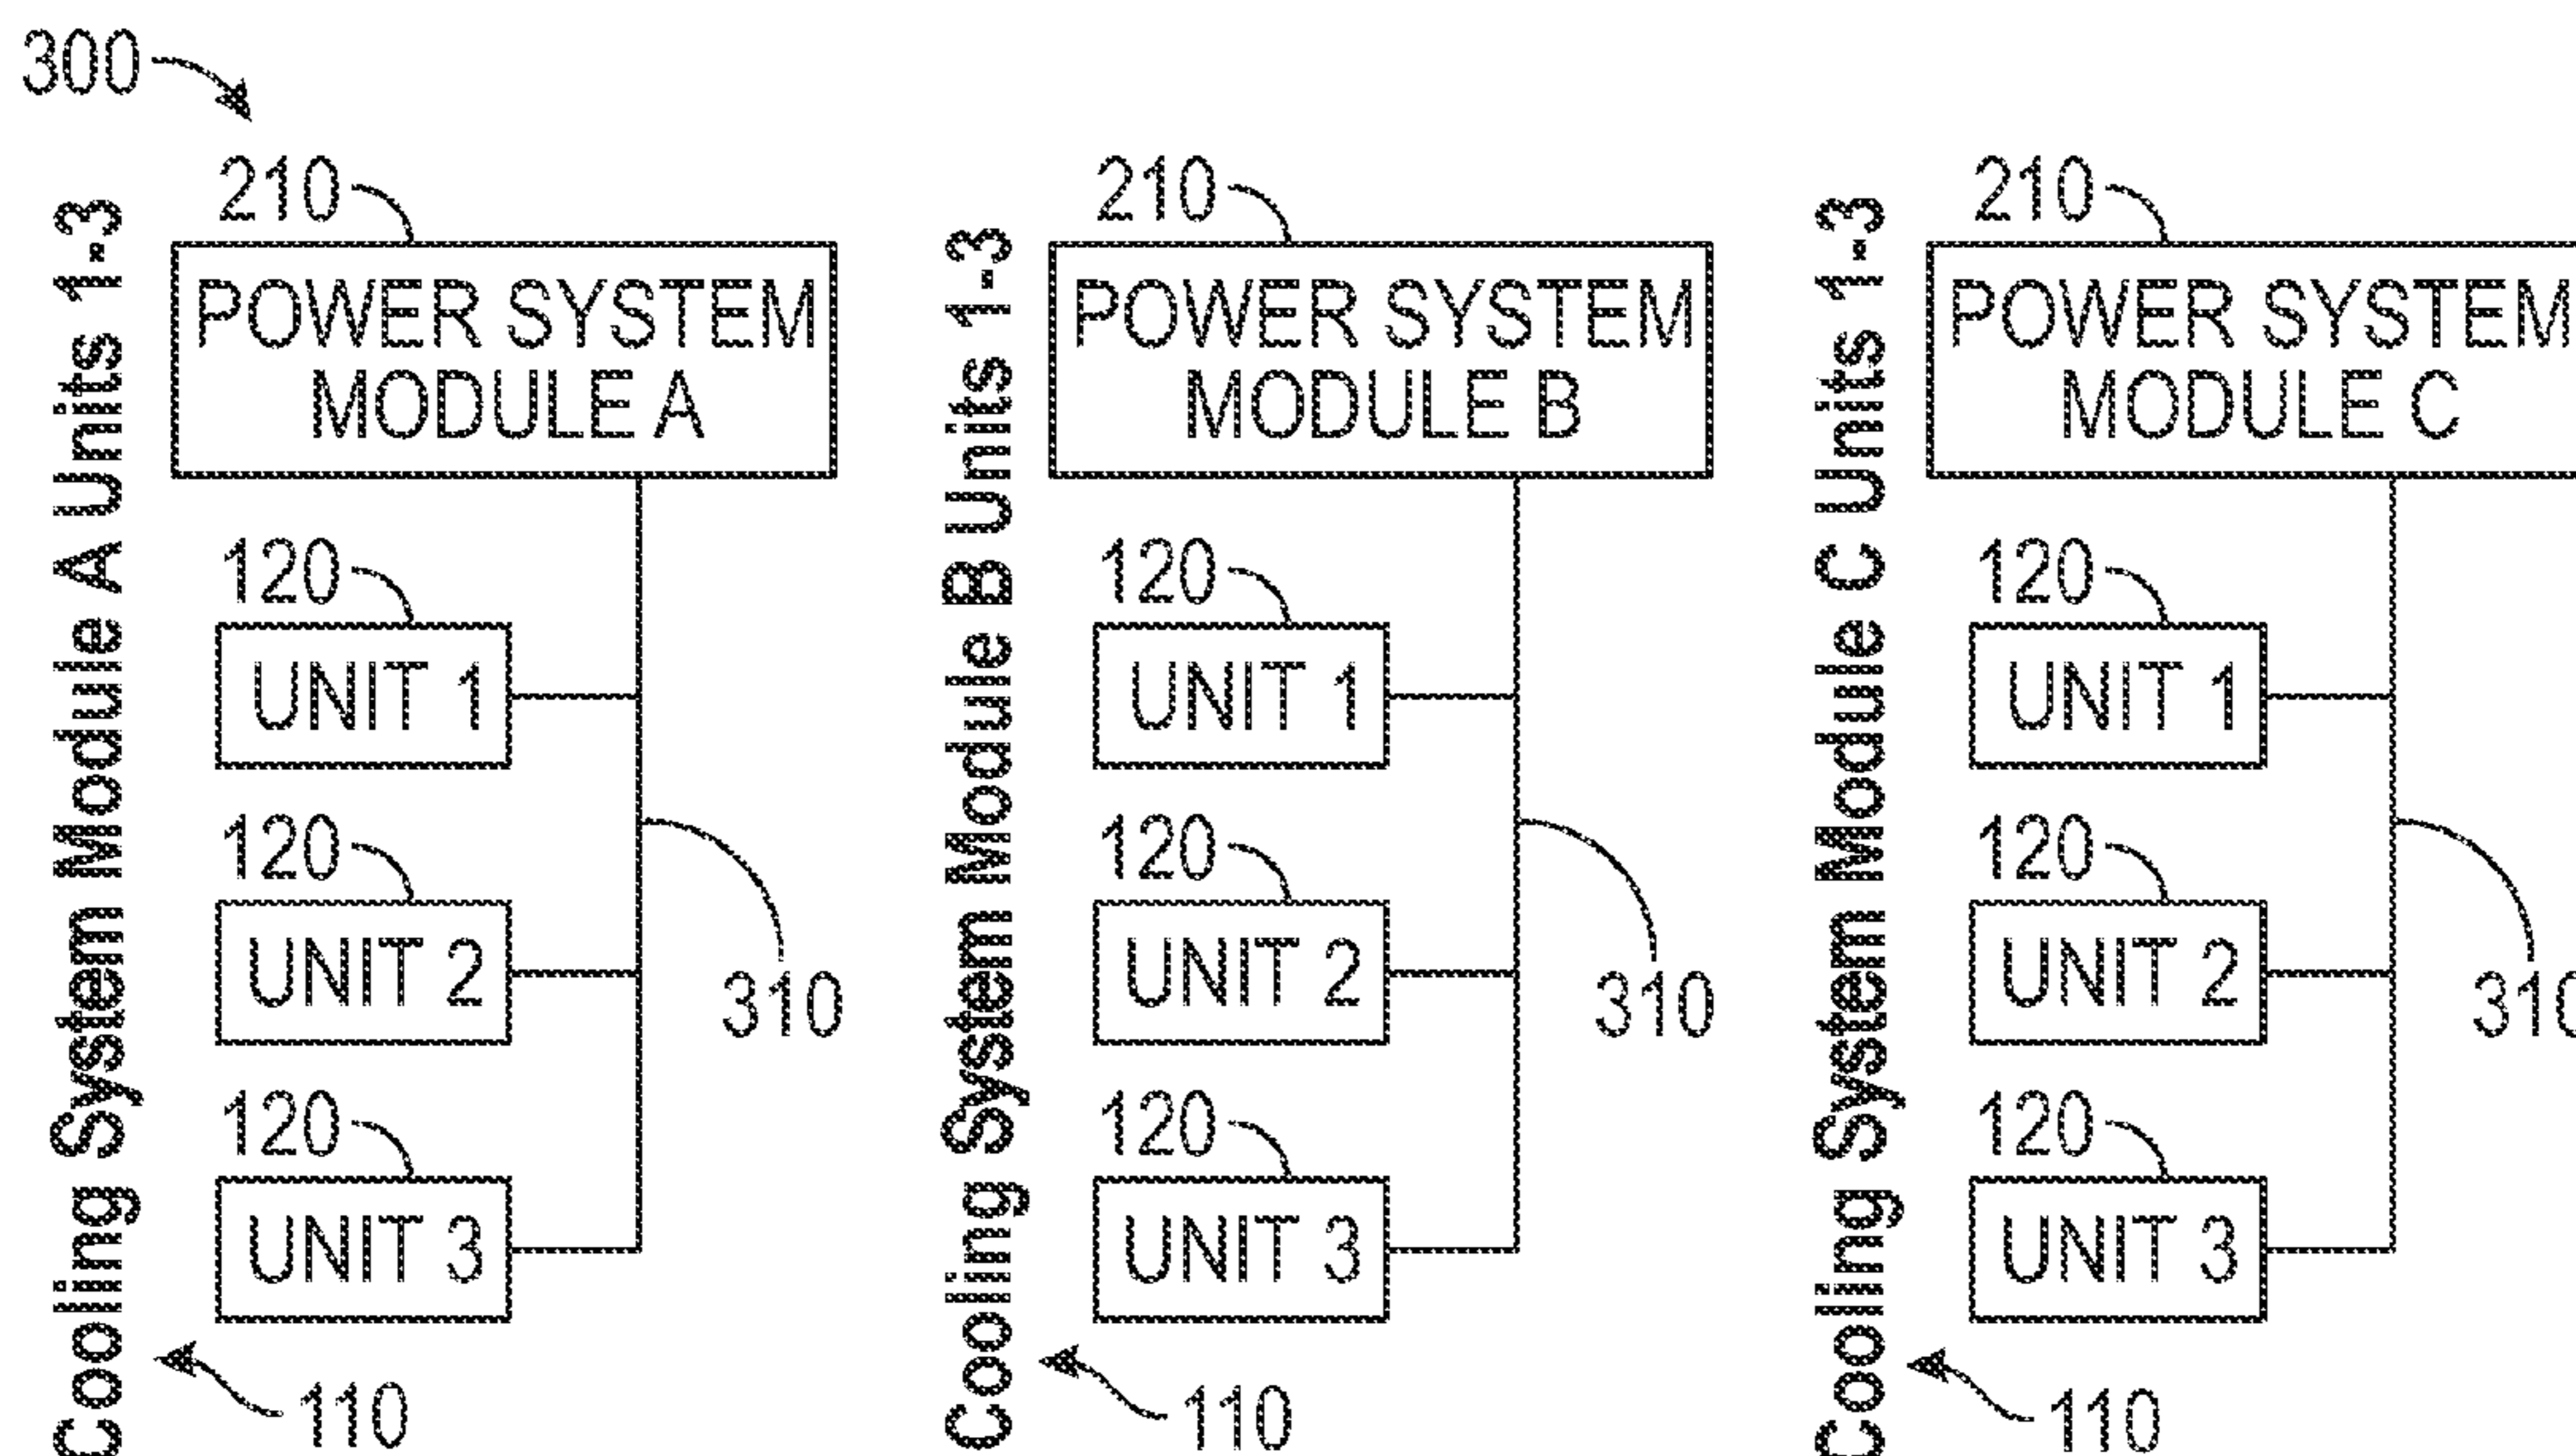 300
Cooling System Module A Units 1-3
210
POWER SYSTEM
MODULE A
120
UNIT 1
120
UNIT 2
310
120
UNIT 3
110
Cooling System Module B Units 1-3
210
POWER SYSTEM
MODULE B
120
UNIT 1
120
UNIT 2
310
120
UNIT 3
110
Cooling System Module C Units 1-3
210
POWER SYSTEM
MODULE C
120
UNIT 1
120
UNIT 2
310
120
UNIT 3
110